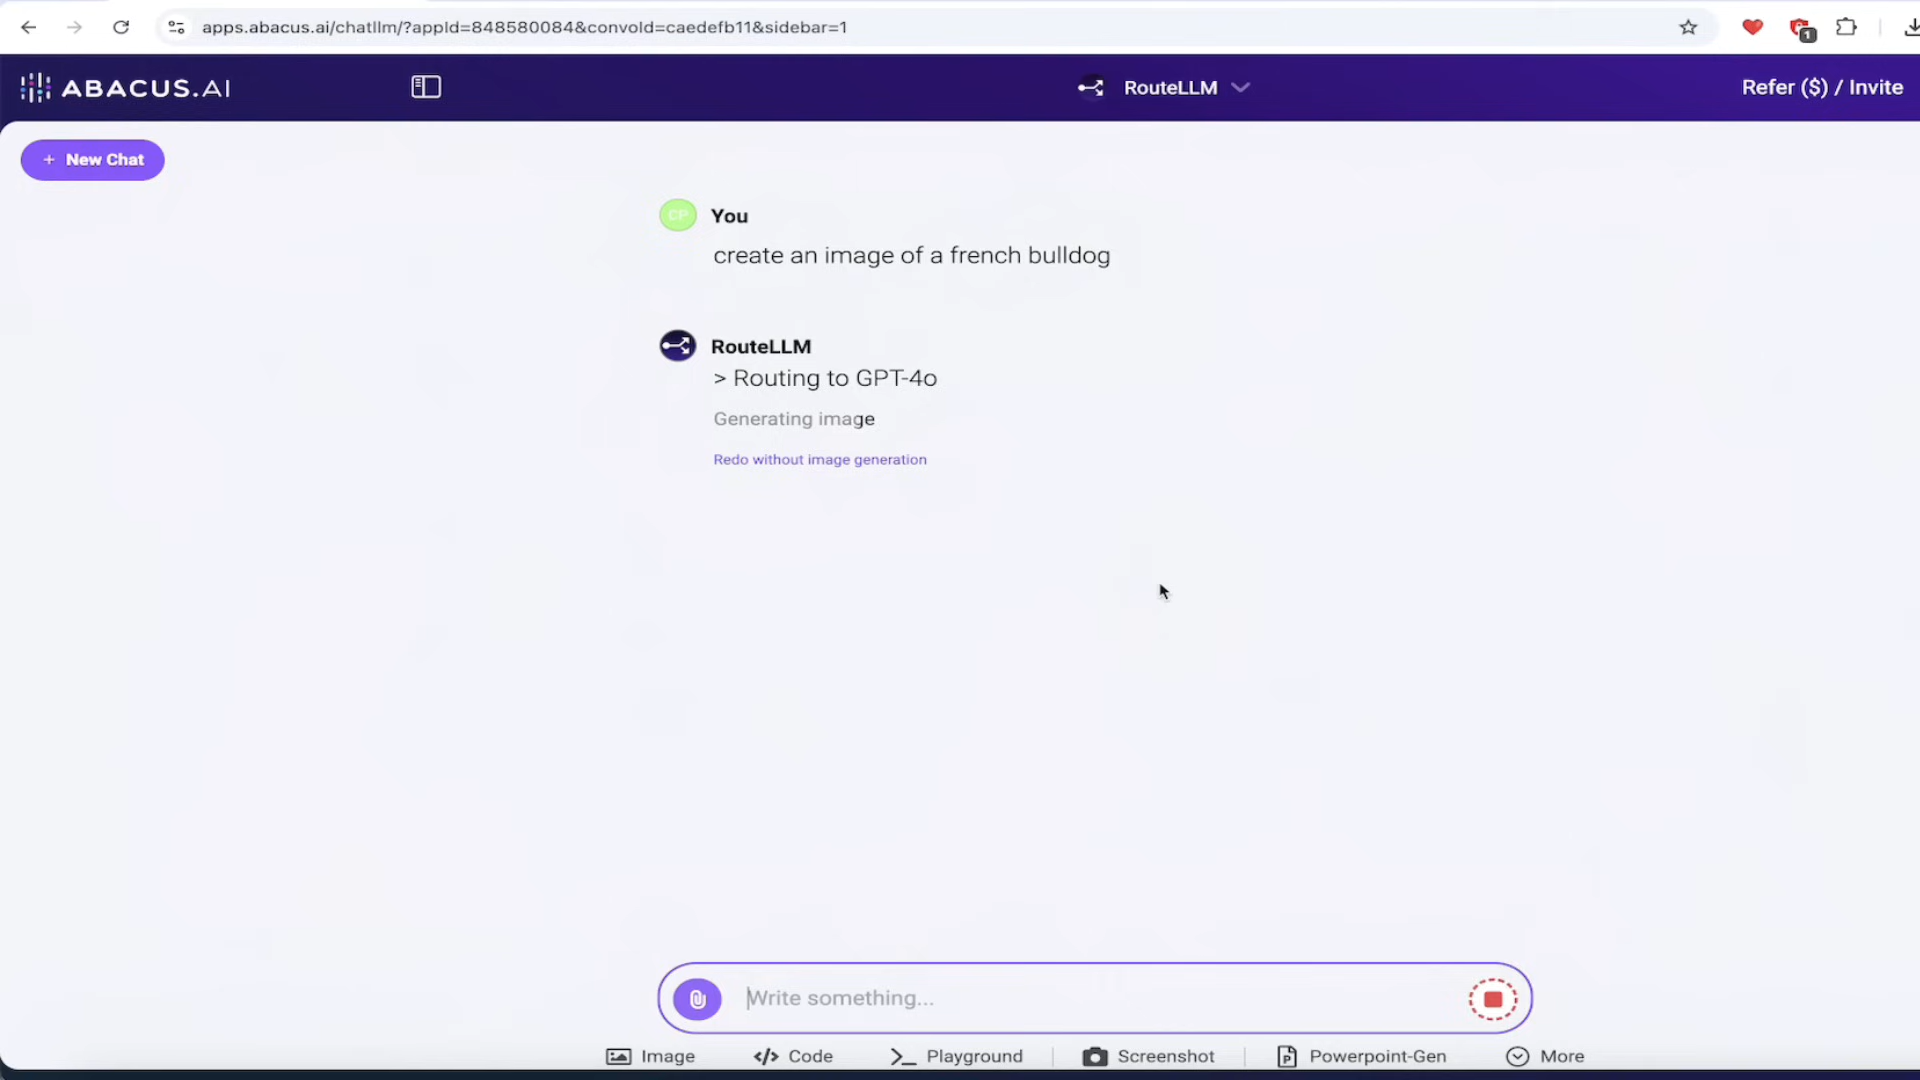 apps.abacus.ai/chatllm/?appId=848580084&convoId=caedefb11&sidebar=1
1
ABACUS.AI
RouteLLM
Refer ($) / Invite
+ New Chat
CP
You
create an image of a french bulldog
RouteLLM
> Routing to GPT-4o
Generating image
Redo without image generation
Write something...
Image
</> Code
Playground
Screenshot
Powerpoint-Gen
More